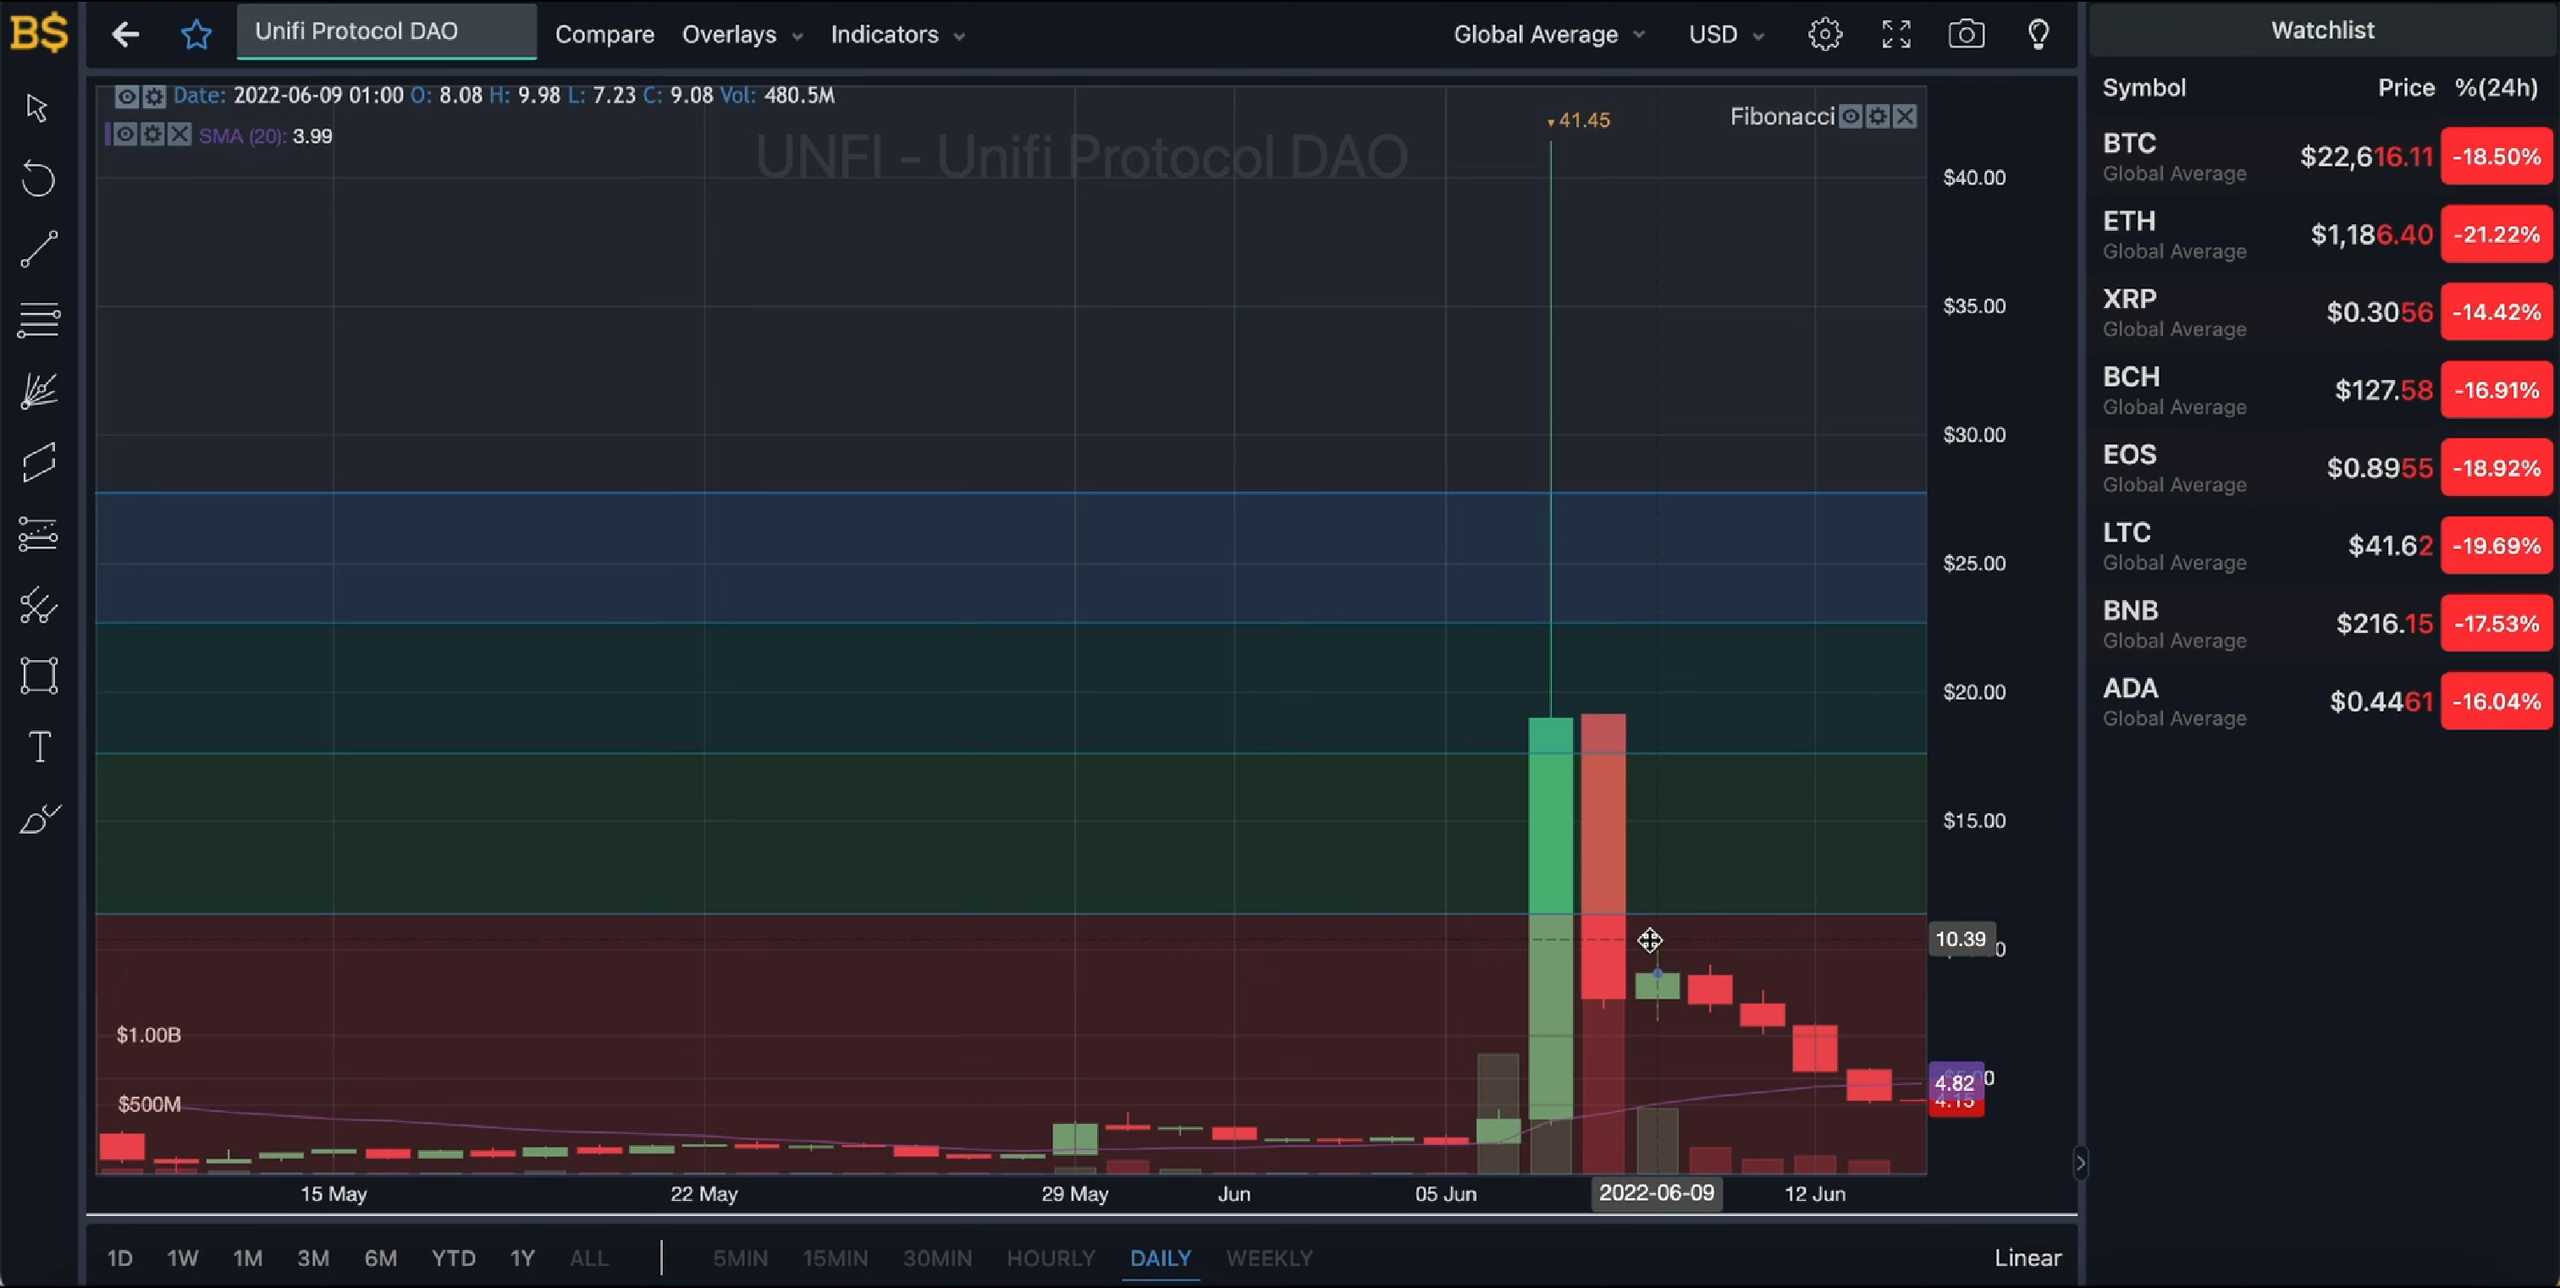 B$
Unifi Protocol DAO
Compare
Overlays
Indicators
Global Average
USD
Date: 2022-06-09 01:00 O: 8.08 H: 9.98 L: 7.23 C: 9.08 Vol: 480.5M
SMA (20): 3.99
UNFI - Unifi Protocol DAO
41.45
Fibonacci
$40.00
$35.00
$30.00
$25.00
$20.00
$15.00
10.39
4.82
4.15
$1.00B
$500M
15 May
22 May
29 May
Jun
05 Jun
2022-06-09
12 Jun
1D 1W 1M 3M 6M YTD 1Y ALL
5MIN 15MIN 30MIN HOURLY DAILY WEEKLY
Linear
Watchlist
Symbol Price %(24h)
BTC $22,616.11 -18.50%
Global Average
ETH $1,186.40 -21.22%
Global Average
XRP $0.3056 -14.42%
Global Average
BCH $127.58 -16.91%
Global Average
EOS $0.8955 -18.92%
Global Average
LTC $41.62 -19.69%
Global Average
BNB $216.15 -17.53%
Global Average
ADA $0.4461 -16.04%
Global Average